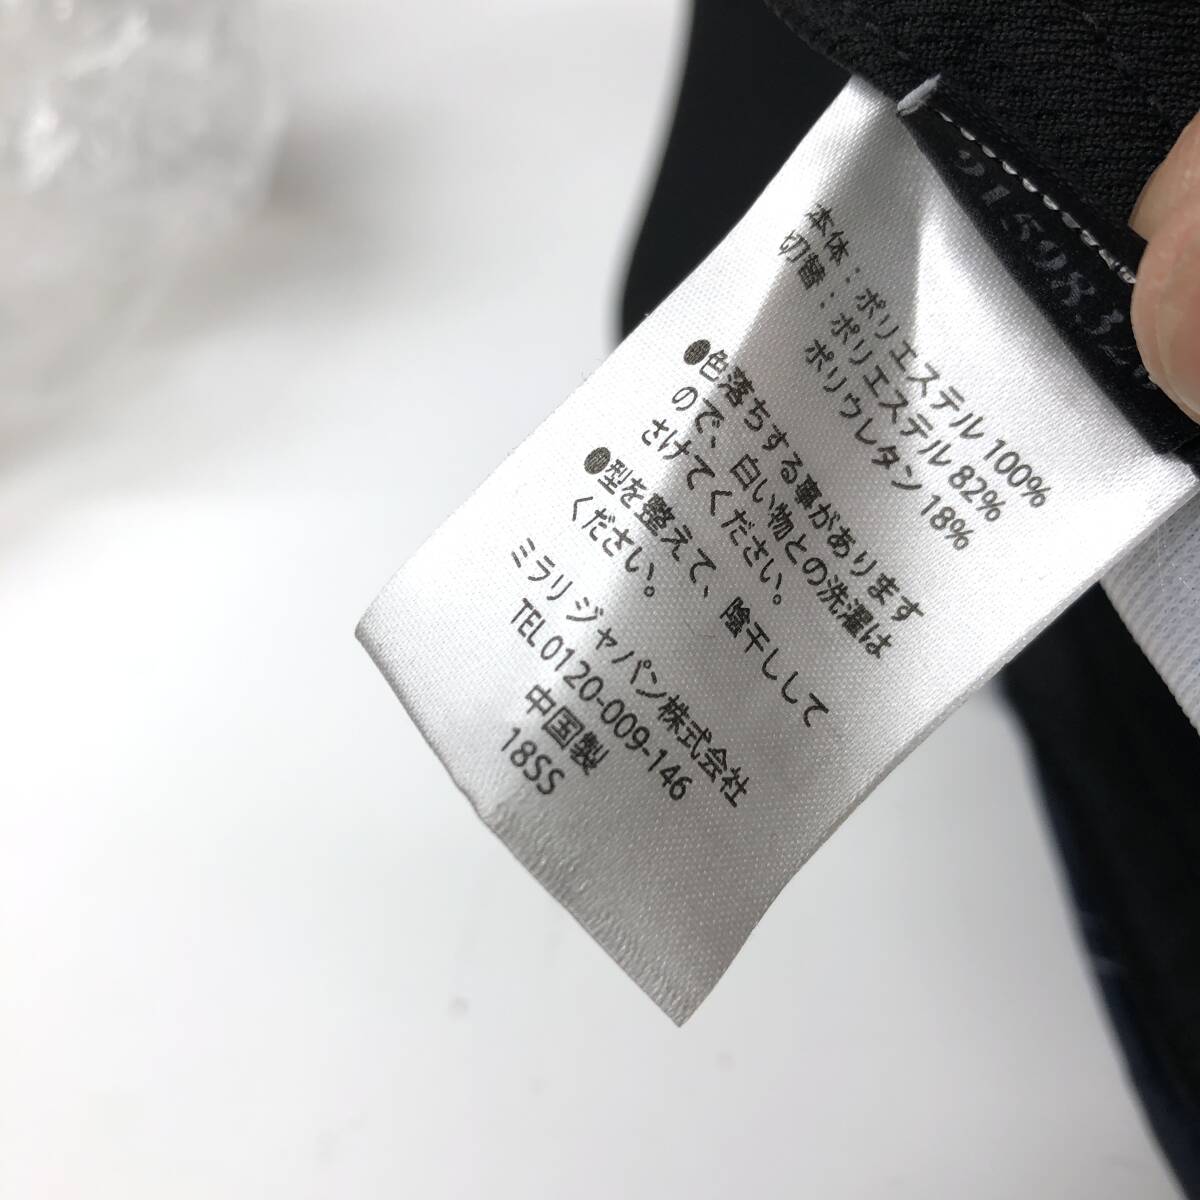 本体：ポリエステル 100%
切替：ポリエステル 82%
ポリウレタン 18%
●色落ちする事があります
ので、白い物との洗濯は
さけてください。
●型を整えて、陰干しして
ください。
ミラリ ジャパン株式会社
TEL 0120-009-146
中国製
18SS